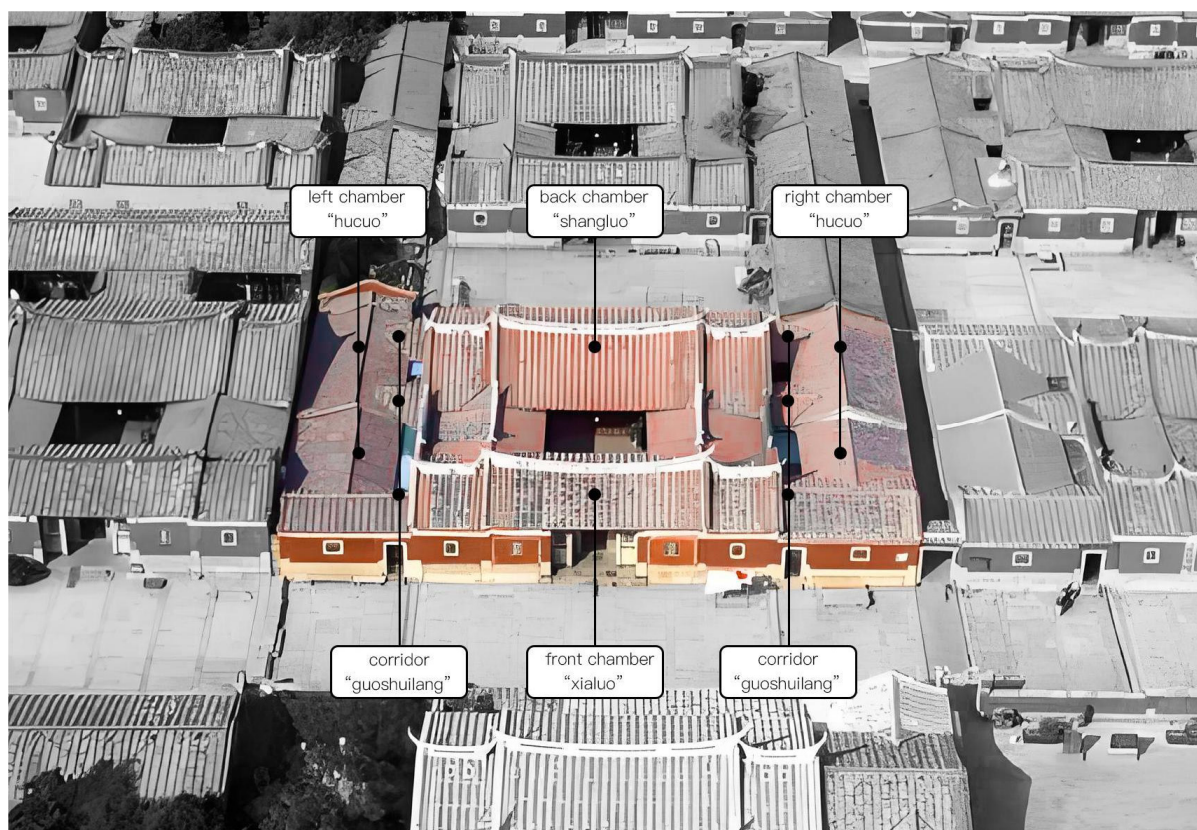 left chamber
“hucuo”
back chamber
“shangluo”
right chamber
“hucuo”
corridor
“guoshuilang”
front chamber
“xialuo”
corridor
“guoshuilang”